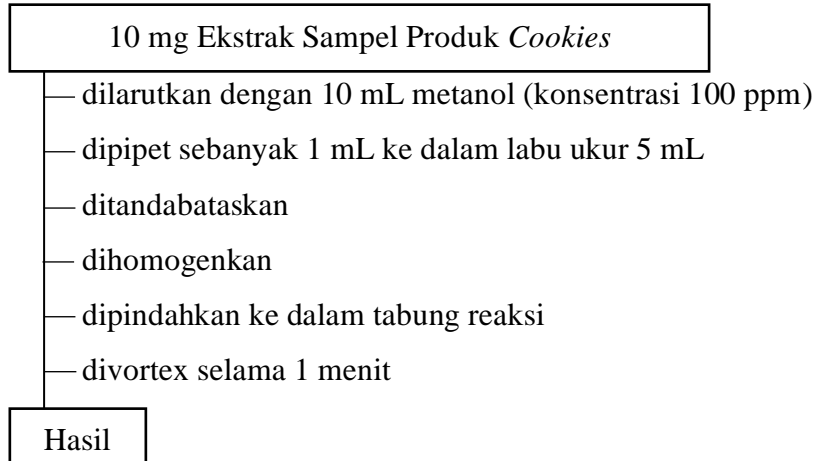 10 mg Ekstrak Sampel Produk Cookies
dilarutkan dengan 10 mL metanol (konsentrasi 100 ppm)
dipipet sebanyak 1 mL ke dalam labu ukur 5 mL
ditandabataskan
dihomogenkan
dipindahkan ke dalam tabung reaksi
divortex selama 1 menit
Hasil